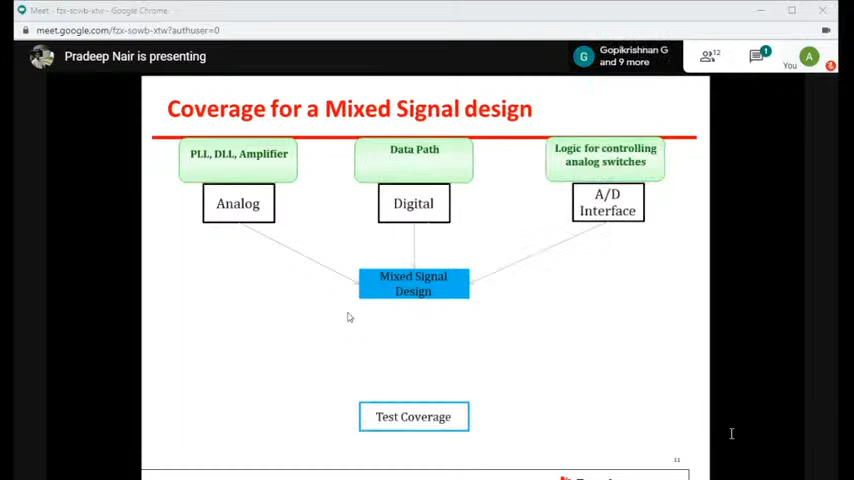 Meet - fzx-sowb-xtw - Google Chrome
meet.google.com/fzx-sowb-xtw?authuser=0
Pradeep Nair is presenting
G
Gopikrishnan G
and 9 more
12
1
You
A
Coverage for a Mixed Signal design
PLL, DLL, Amplifier
Data Path
Logic for controlling
analog switches
Analog
Digital
A/D
Interface
Mixed Signal
Design
Test Coverage
11